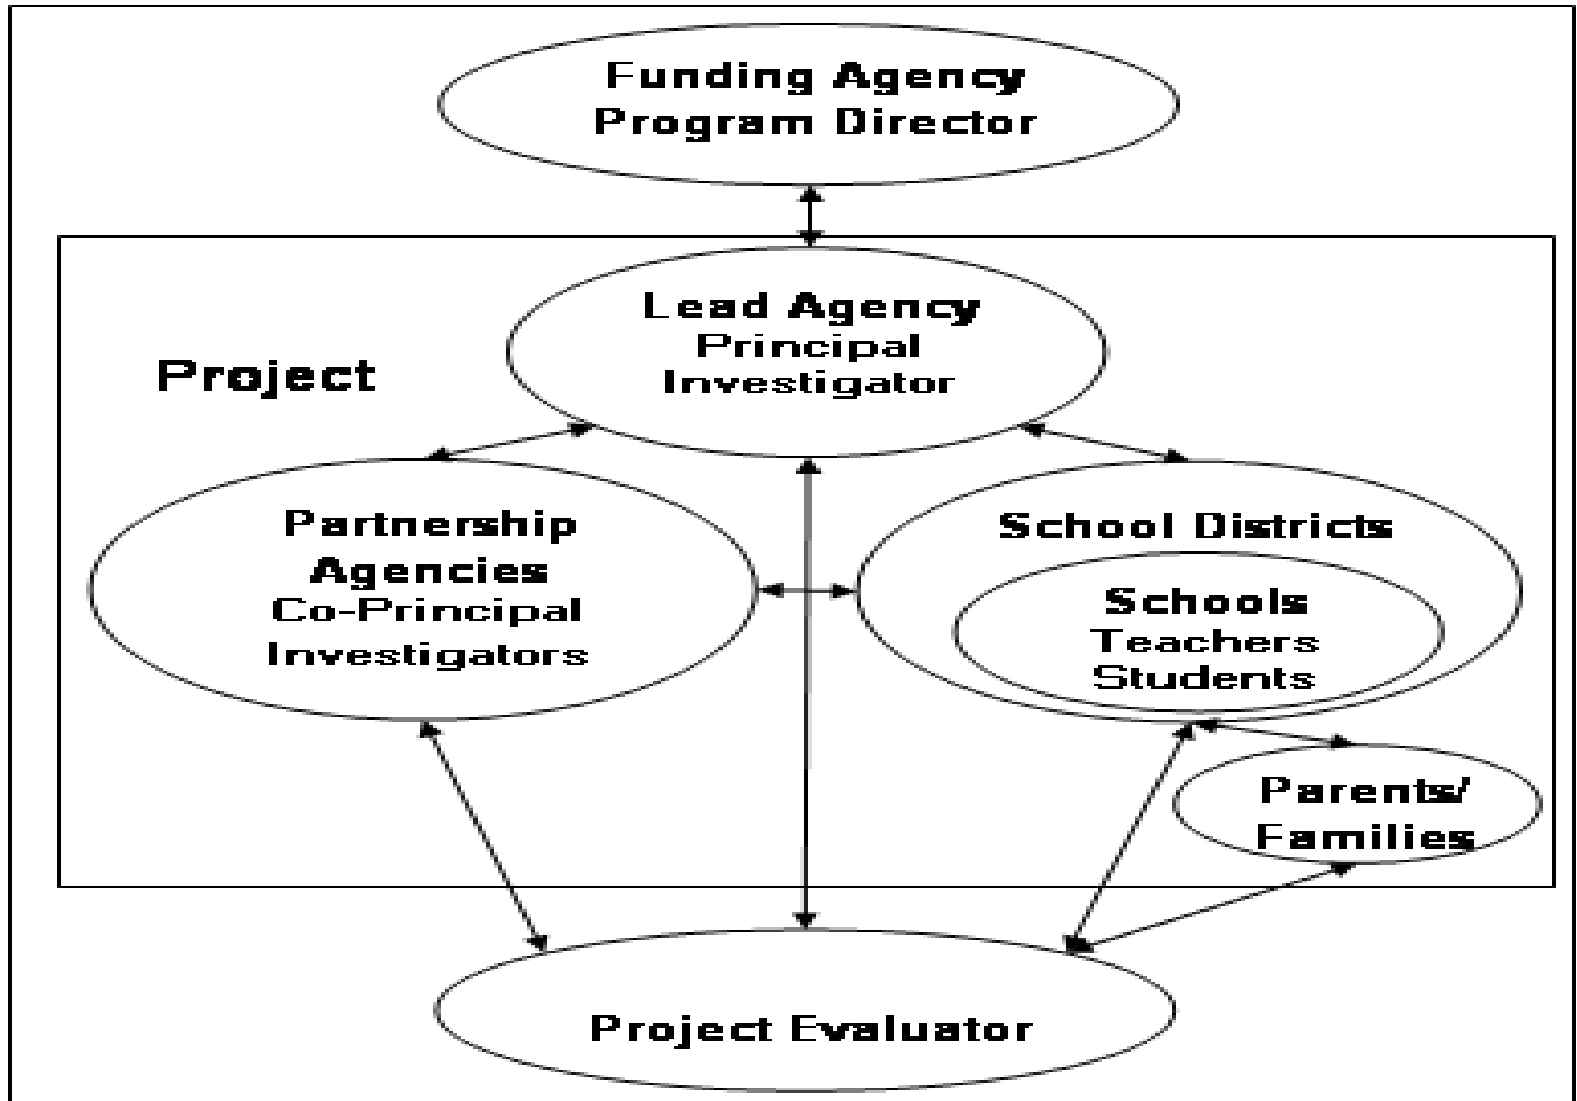 Funding Agency
Program Director
Lead Agency
Principal
Investigator
Project
Partnership
Agencies
Co-Principal
Investigators
School Districts
Schools
Teachers
Students
Parents/
Families
Project Evaluator